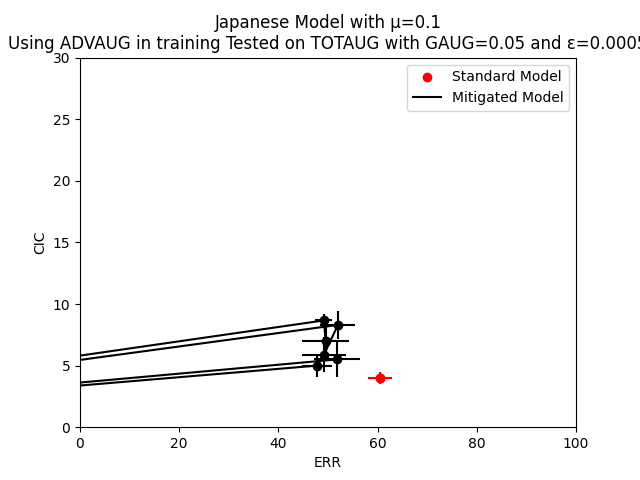 Japanese Model with μ=0.1
Using ADVAUG in training Tested on TOTAUG with GAUG=0.05 and ε=0.0005
Standard Model
Mitigated Model
30
25
20
15
10
5
0
CIC
0 20 40 60 80 100
ERR